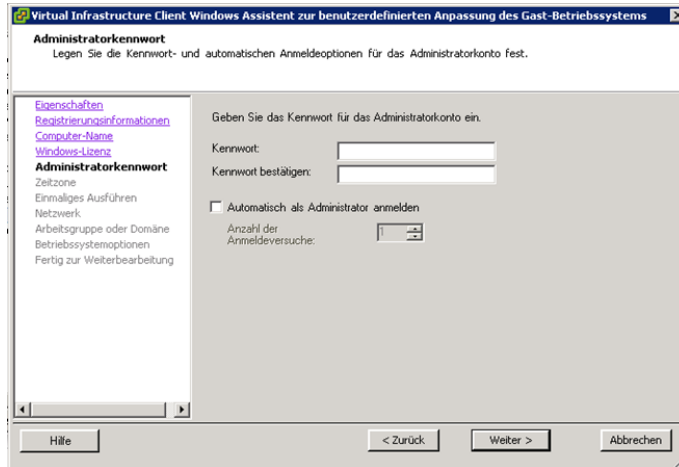 Virtual Infrastructure Client Windows Assistent zur benutzerdefinierten Anpassung des Gast-Betriebssystems
Administratorkennwort
Legen Sie die Kennwort- und automatischen Anmeldeoptionen für das Administratorkonto fest.
Eigenschaften
Registrierungsinformationen
Computer-Name
Windows-Lizenz
Administratorkennwort
Zeitzone
Einmaliges Ausführen
Netzwerk
Arbeitsgruppe oder Domäne
Betriebssystemoptionen
Fertig zur Weiterbearbeitung
Geben Sie das Kennwort für das Administratorkonto ein.
Kennwort:
Kennwort bestätigen:
Automatisch als Administrator anmelden
Anzahl der
Anmeldeversuche:
1
Hilfe
< Zurück
Weiter >
Abbrechen